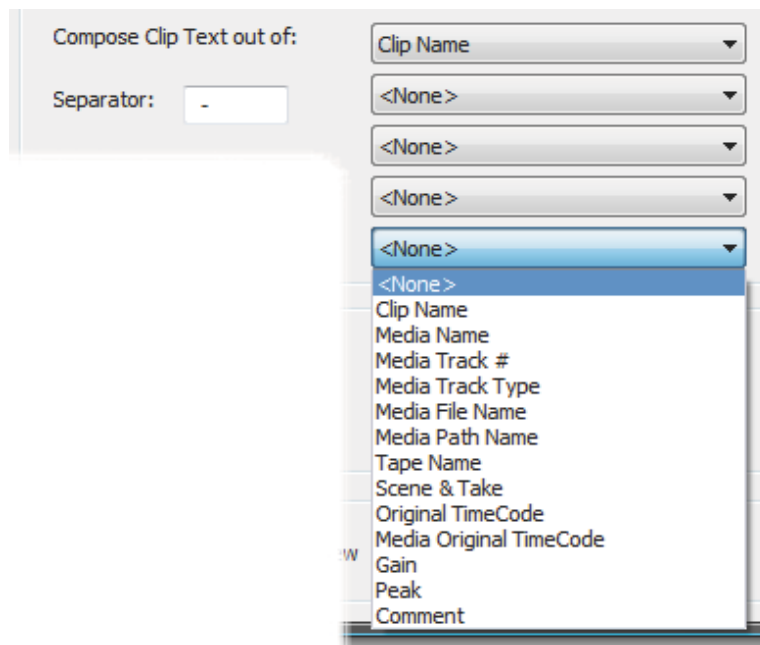 Compose Clip Text out of:
Clip Name
Separator:
-
<None>
<None>
<None>
<None>
<None>
Clip Name
Media Name
Media Track #
Media Track Type
Media File Name
Media Path Name
Tape Name
Scene & Take
Original TimeCode
Media Original TimeCode
ew
Gain
Peak
Comment